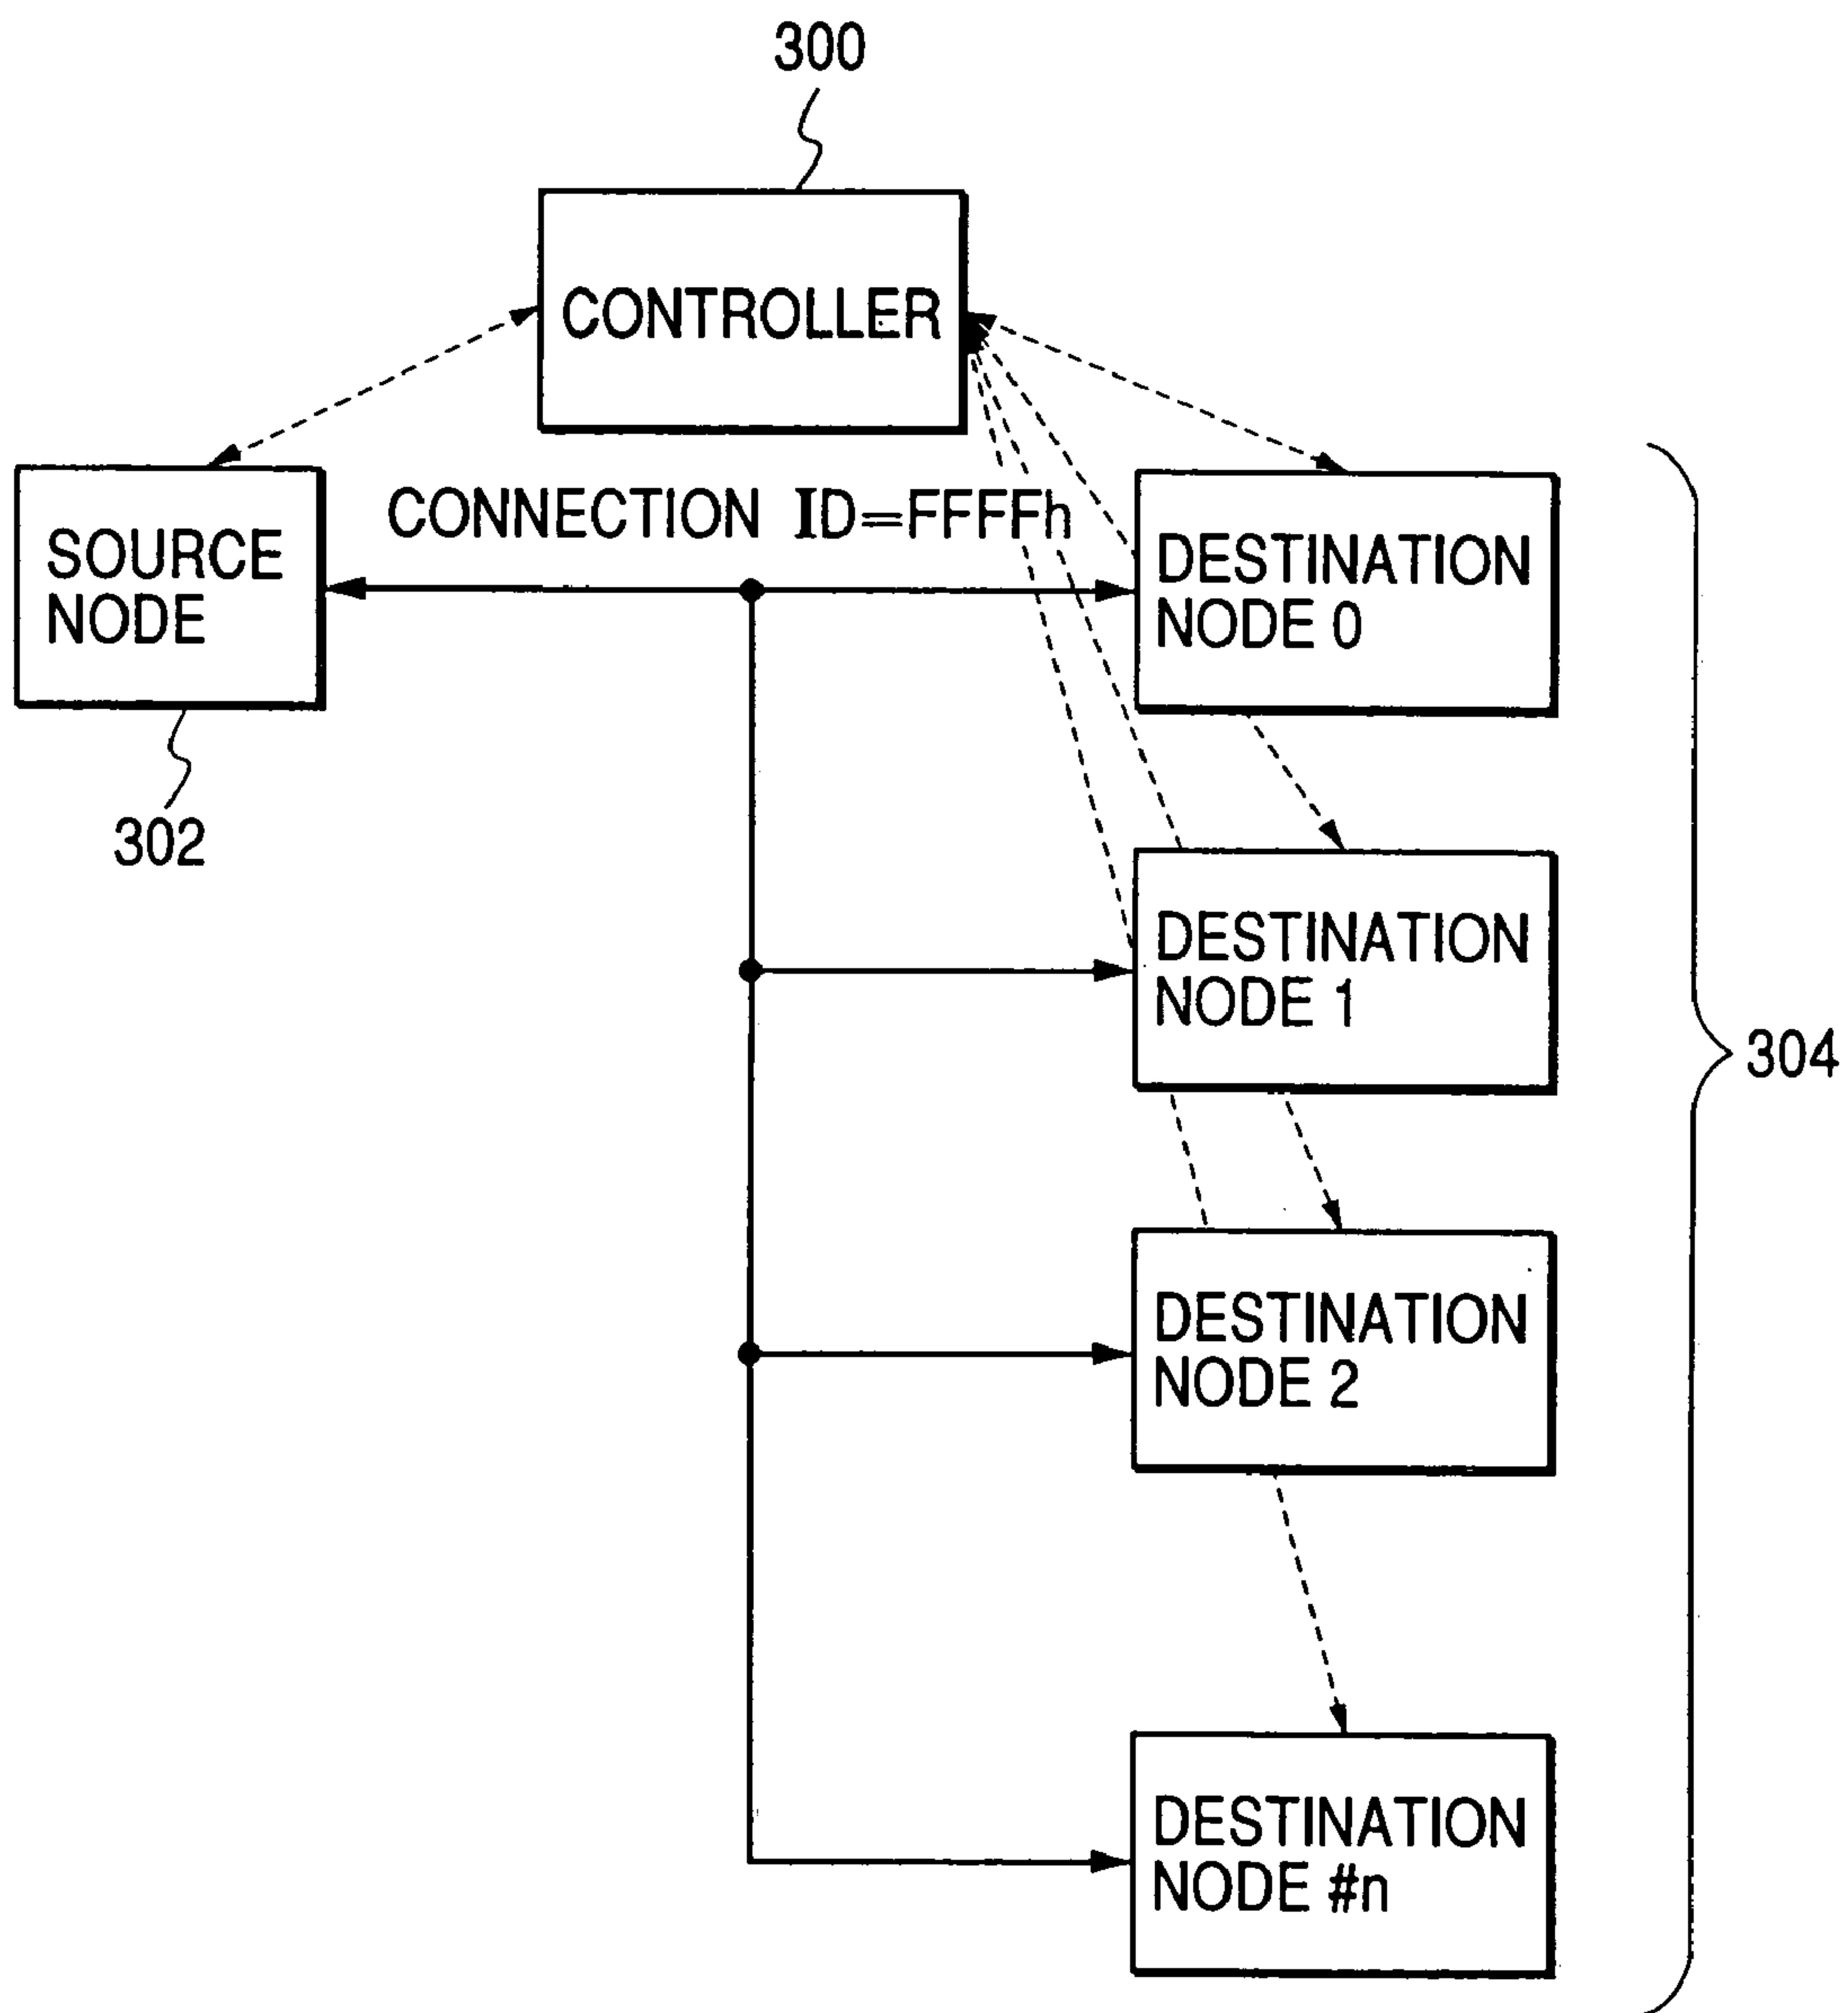 300
CONTROLLER
CONNECTION ID=FFFFh
SOURCE
NODE
302
DESTINATION
NODE 0
DESTINATION
NODE 1
304
DESTINATION
NODE 2
DESTINATION
NODE #n